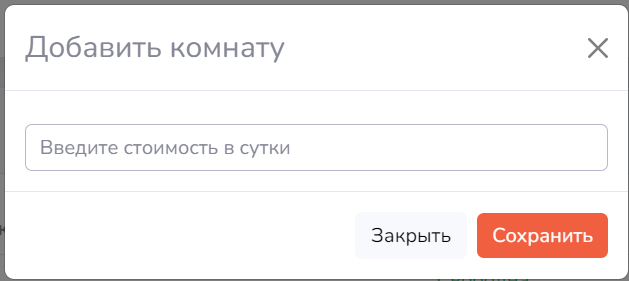 Добавить комнату
Введите стоимость в сутки
Закрыть
Сохранить